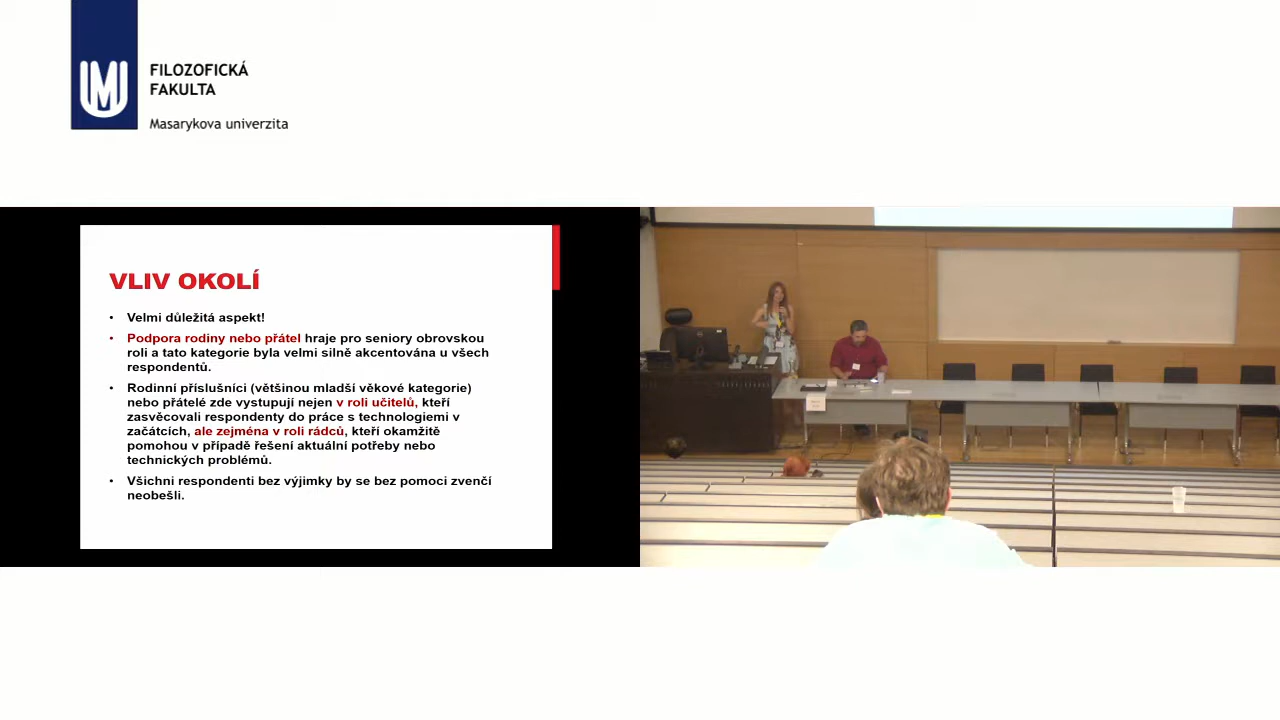 FILOZOFICKÁ
FAKULTA
Masarykova univerzita
VLIV OKOLÍ
• Velmi důležitá aspekt!
• Podpora rodiny nebo přátel hraje pro seniory obrovskou
roli a tato kategorie byla velmi silně akcentována u všech
respondentů.
• Rodinní příslušníci (většinou mladší věkové kategorie)
nebo přátelé zde vystupují nejen v roli učitelů, kteří
zasvěcovali respondenty do práce s technologiemi v
začátcích, ale zejména v roli rádců, kteří okamžitě
pomohou v případě řešení aktuální potřeby nebo
technických problémů.
• Všichni respondenti bez výjimky by se bez pomoci zvenčí
neobešli.